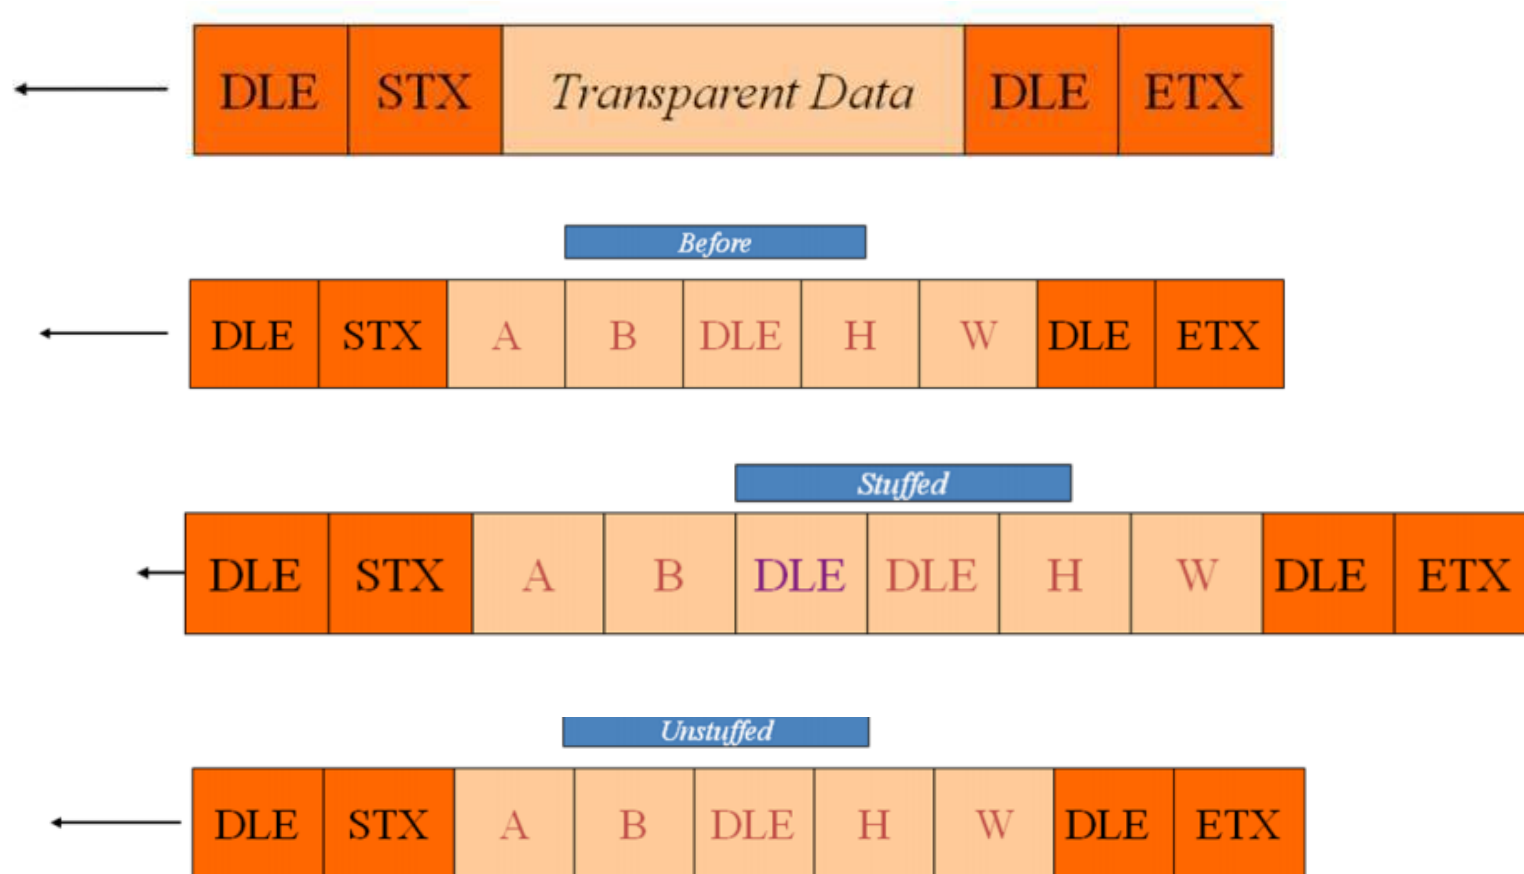 DLE STX Transparent Data DLE ETX
Before
DLE STX A B DLE H W DLE ETX
Stuffed
DLE STX A B DLE DLE H W DLE ETX
Unstuffed
DLE STX A B DLE H W DLE ETX